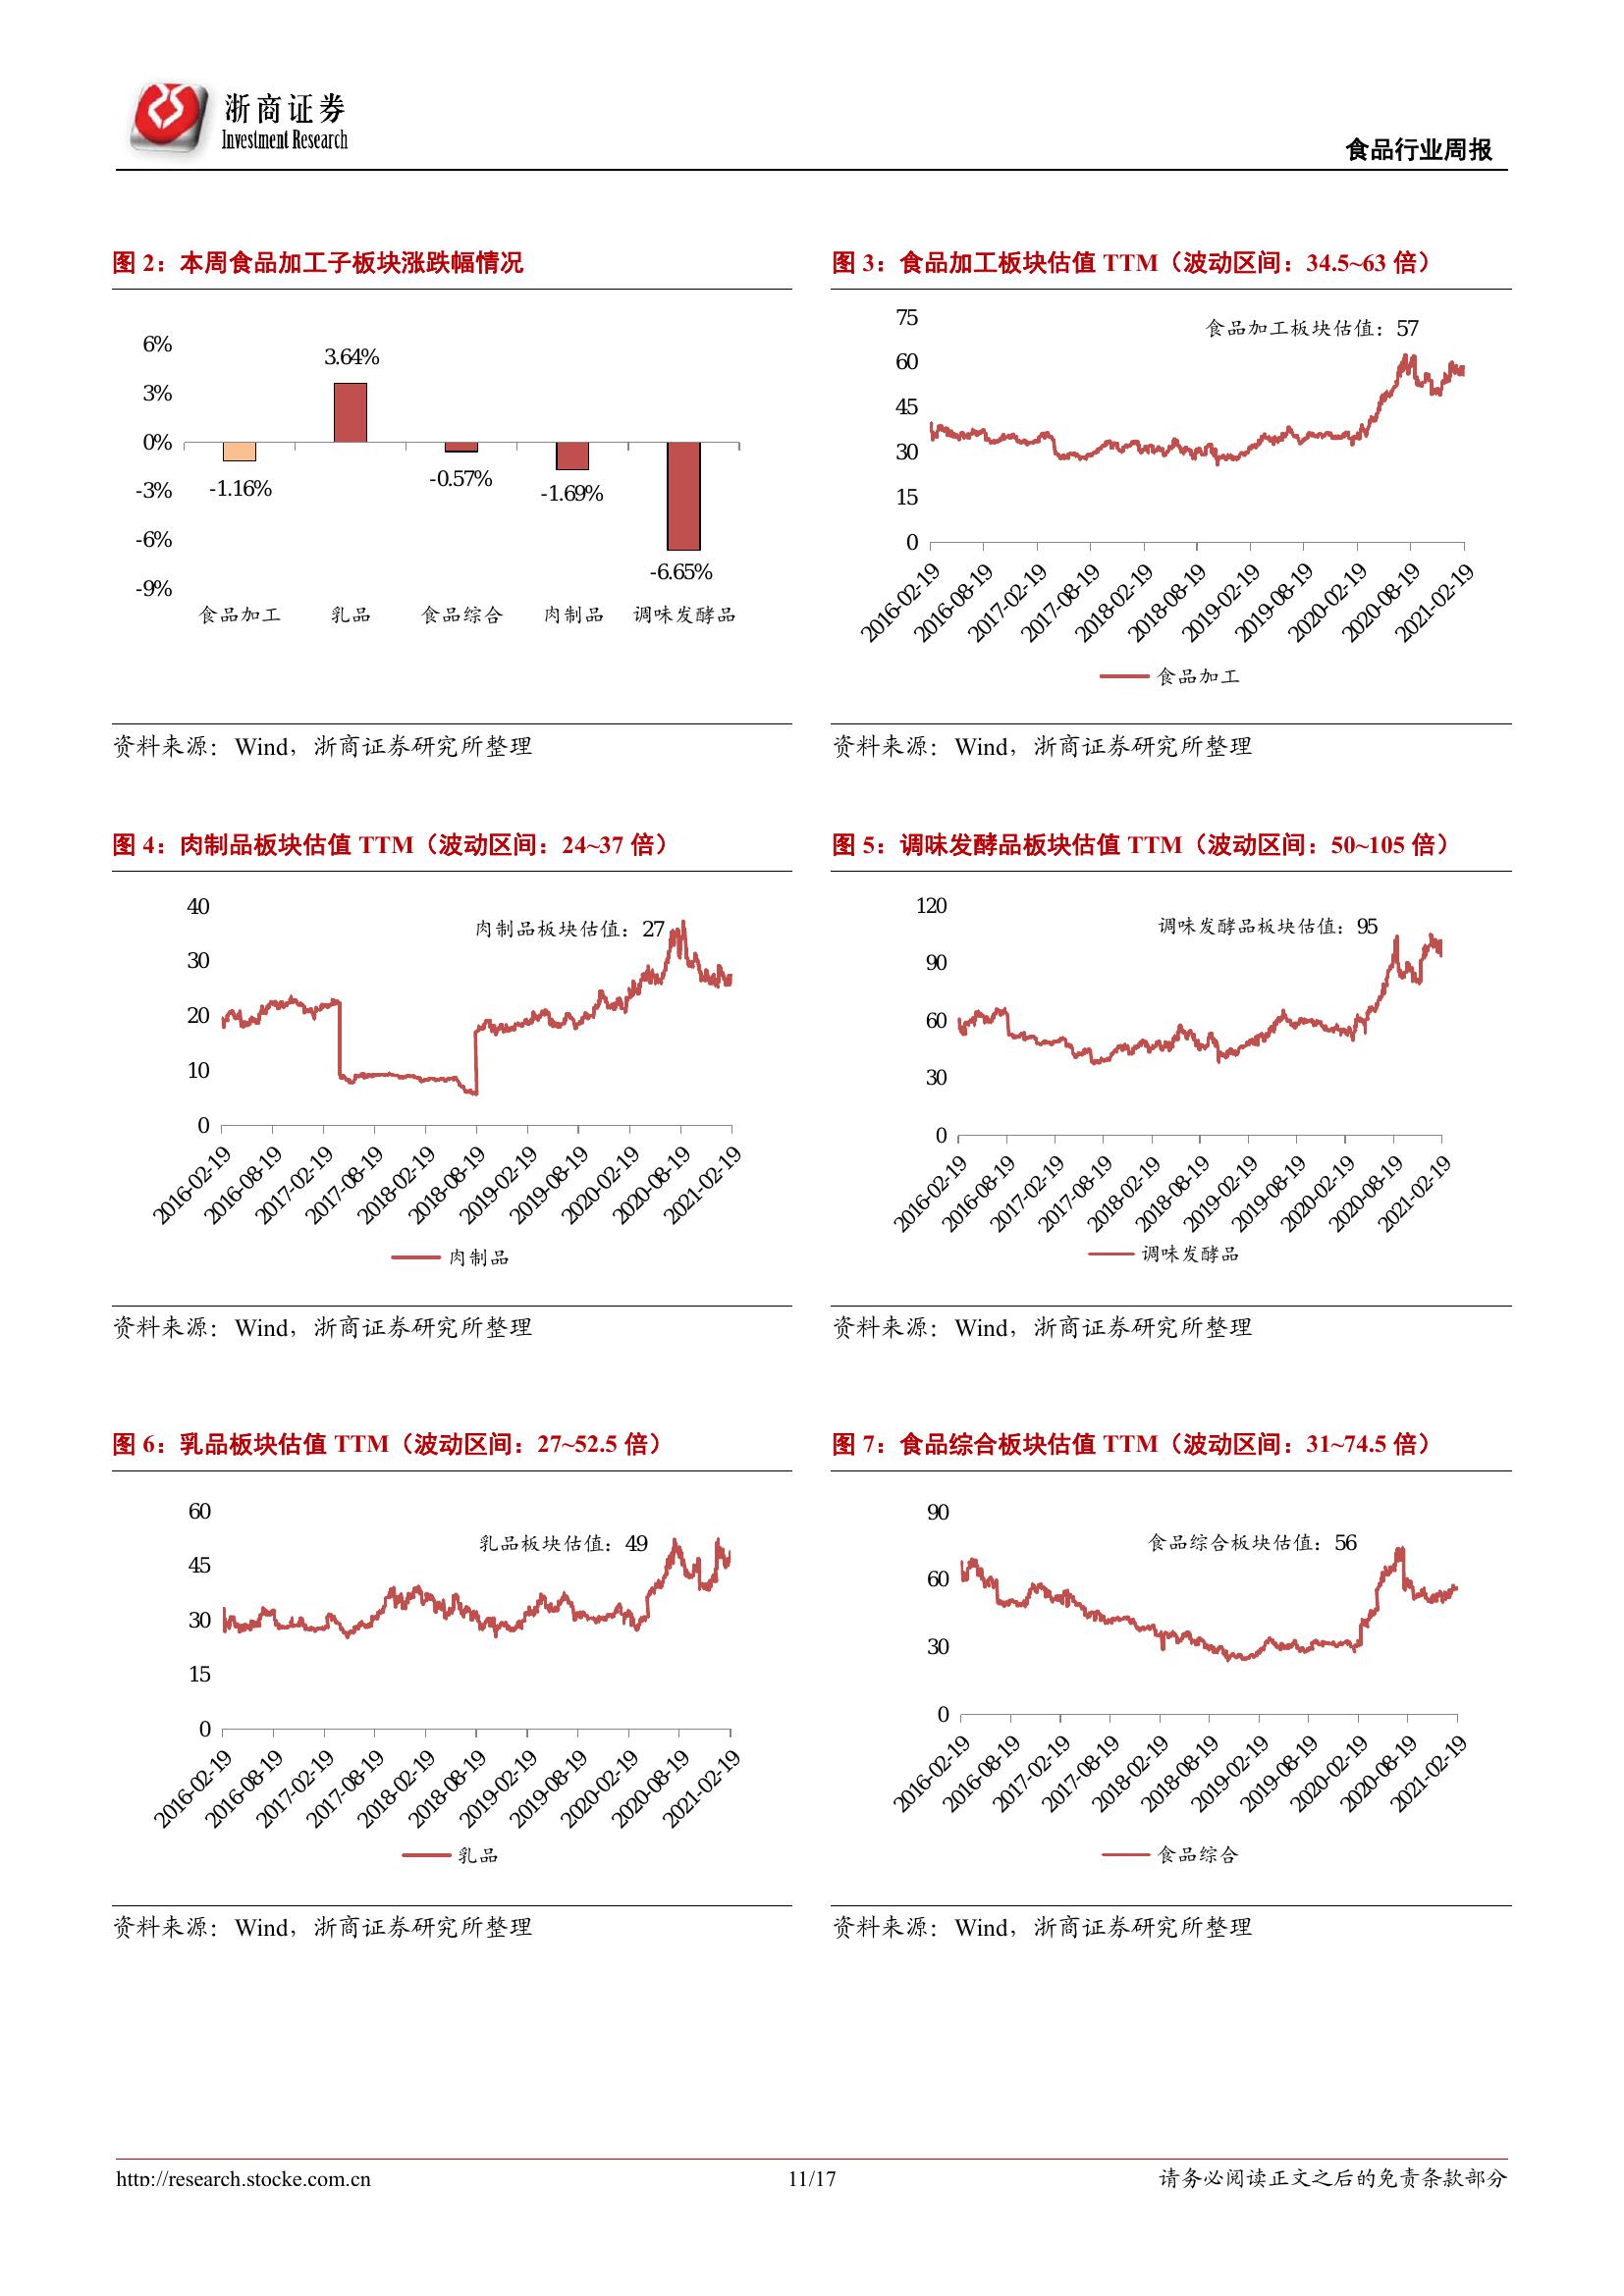 浙商证券
Investment Research
食品行业周报
图 2：本周食品加工子板块涨跌幅情况
6%
3%
0%
-3%
-6%
-9%
3.64%
-1.16%
-0.57%
-1.69%
-6.65%
食品加工 乳品 食品综合 肉制品 调味发酵品
资料来源：Wind，浙商证券研究所整理
图 3：食品加工板块估值 TTM（波动区间：34.5~63 倍）
75
60
45
30
15
0
食品加工板块估值：57
2016-02-19 2016-08-19 2017-02-19 2017-08-19 2018-02-19 2018-08-19 2019-02-19 2019-08-19 2020-02-19 2020-08-19 2021-02-19
食品加工
资料来源：Wind，浙商证券研究所整理
图 4：肉制品板块估值 TTM（波动区间：24~37 倍）
40
30
20
10
0
肉制品板块估值：27
2016-02-19 2016-08-19 2017-02-19 2017-08-19 2018-02-19 2018-08-19 2019-02-19 2019-08-19 2020-02-19 2020-08-19 2021-02-19
肉制品
资料来源：Wind，浙商证券研究所整理
图 5：调味发酵品板块估值 TTM（波动区间：50~105 倍）
120
90
60
30
0
调味发酵品板块估值：95
2016-02-19 2016-08-19 2017-02-19 2017-08-19 2018-02-19 2018-08-19 2019-02-19 2019-08-19 2020-02-19 2020-08-19 2021-02-19
调味发酵品
资料来源：Wind，浙商证券研究所整理
图 6：乳品板块估值 TTM（波动区间：27~52.5 倍）
60
45
30
15
0
乳品板块估值：49
2016-02-19 2016-08-19 2017-02-19 2017-08-19 2018-02-19 2018-08-19 2019-02-19 2019-08-19 2020-02-19 2020-08-19 2021-02-19
乳品
资料来源：Wind，浙商证券研究所整理
图 7：食品综合板块估值 TTM（波动区间：31~74.5 倍）
90
60
30
0
食品综合板块估值：56
2016-02-19 2016-08-19 2017-02-19 2017-08-19 2018-02-19 2018-08-19 2019-02-19 2019-08-19 2020-02-19 2020-08-19 2021-02-19
食品综合
资料来源：Wind，浙商证券研究所整理
http://research.stocke.com.cn
11/17
请务必阅读正文之后的免责条款部分